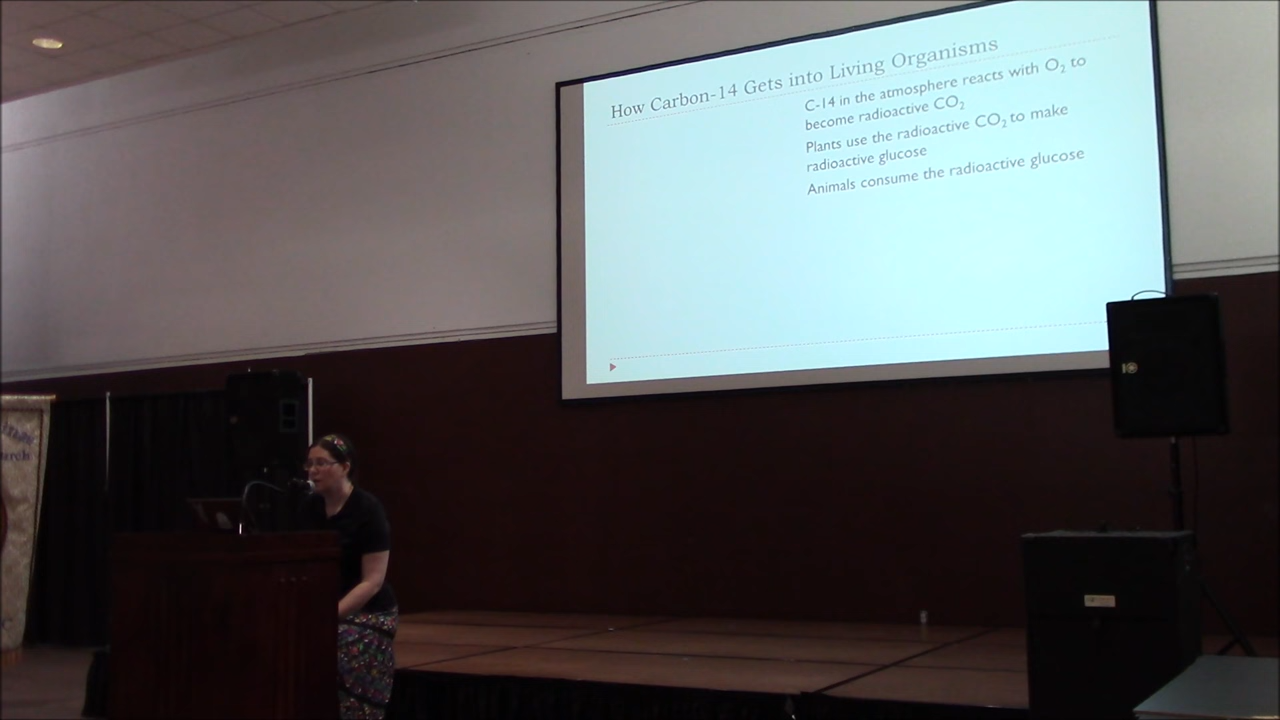 How Carbon-14 Gets into Living Organisms
C-14 in the atmosphere reacts with O₂ to
become radioactive CO₂
Plants use the radioactive CO₂ to make
radioactive glucose
Animals consume the radioactive glucose